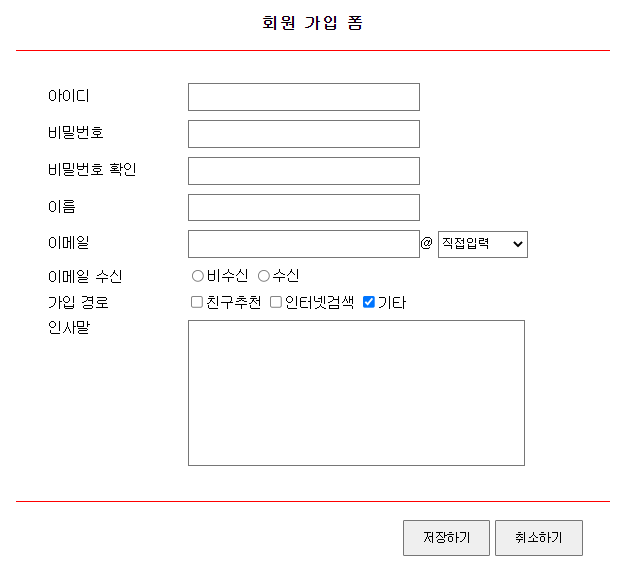 회원 가입 폼
아이디
비밀번호
비밀번호 확인
이름
이메일 @ 직접입력
이메일 수신 비수신 수신
가입 경로 친구추천 인터넷검색 기타
인사말
저장하기 취소하기